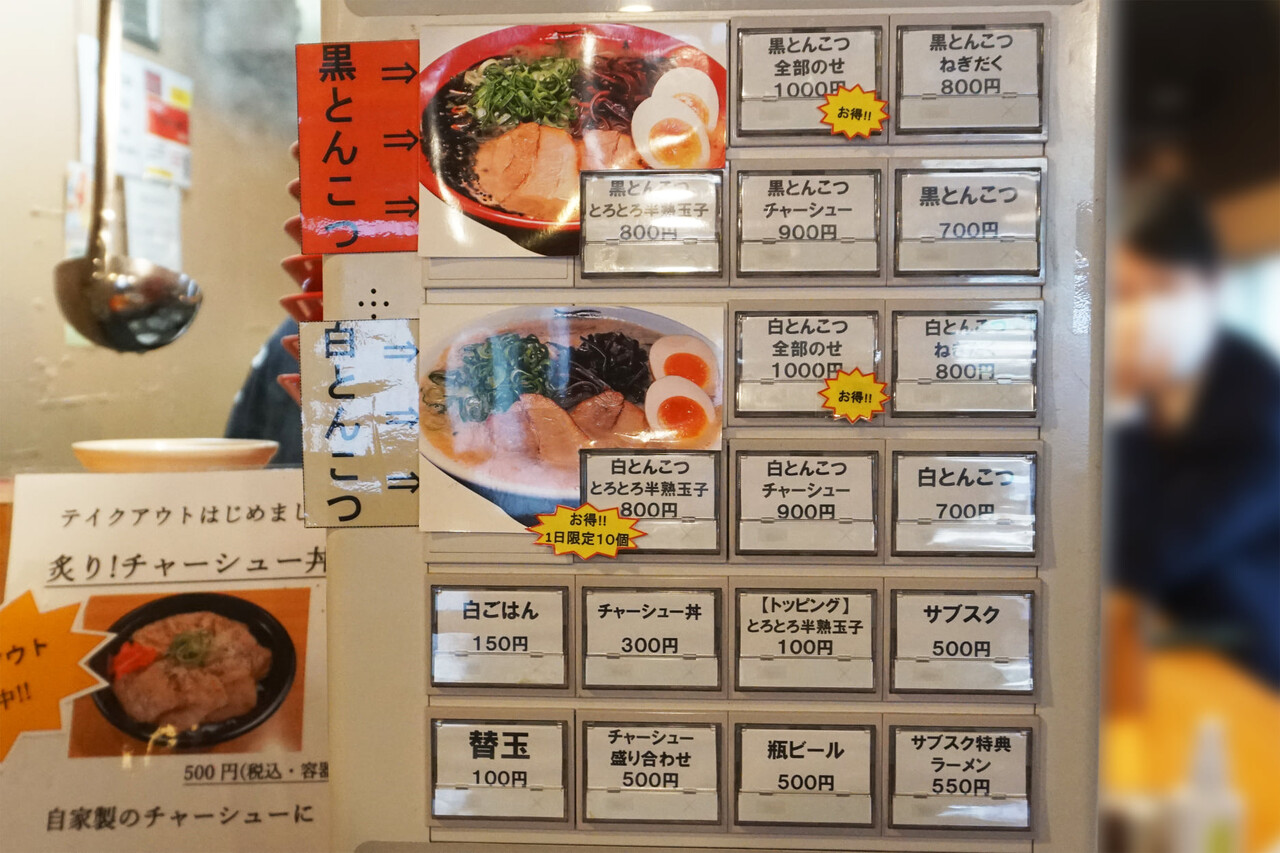 黒とんこつ
⇒
⇒
⇒
黒とんこつ
全部のせ
1000円
お得!!
黒とんこつ
ねぎだく
800円
黒とんこつ
とろとろ半熟玉子
800円
黒とんこつ
チャーシュー
900円
黒とんこつ
700円
白とんこつ
⇒
⇒
⇒
白とんこつ
全部のせ
1000円
お得!!
白とんこつ
ねぎだく
800円
白とんこつ
とろとろ半熟玉子
800円
お得!!
1日限定10個
白とんこつ
チャーシュー
900円
白とんこつ
700円
白ごはん
150円
チャーシュー丼
300円
【トッピング】
とろとろ半熟玉子
100円
サブスク
500円
替玉
100円
チャーシュー
盛り合わせ
500円
瓶ビール
500円
サブスク特典
ラーメン
550円
テイクアウトはじめまし
炙り!チャーシュー丼
ウト
中!!
500円(税込・容器
自家製のチャーシューに